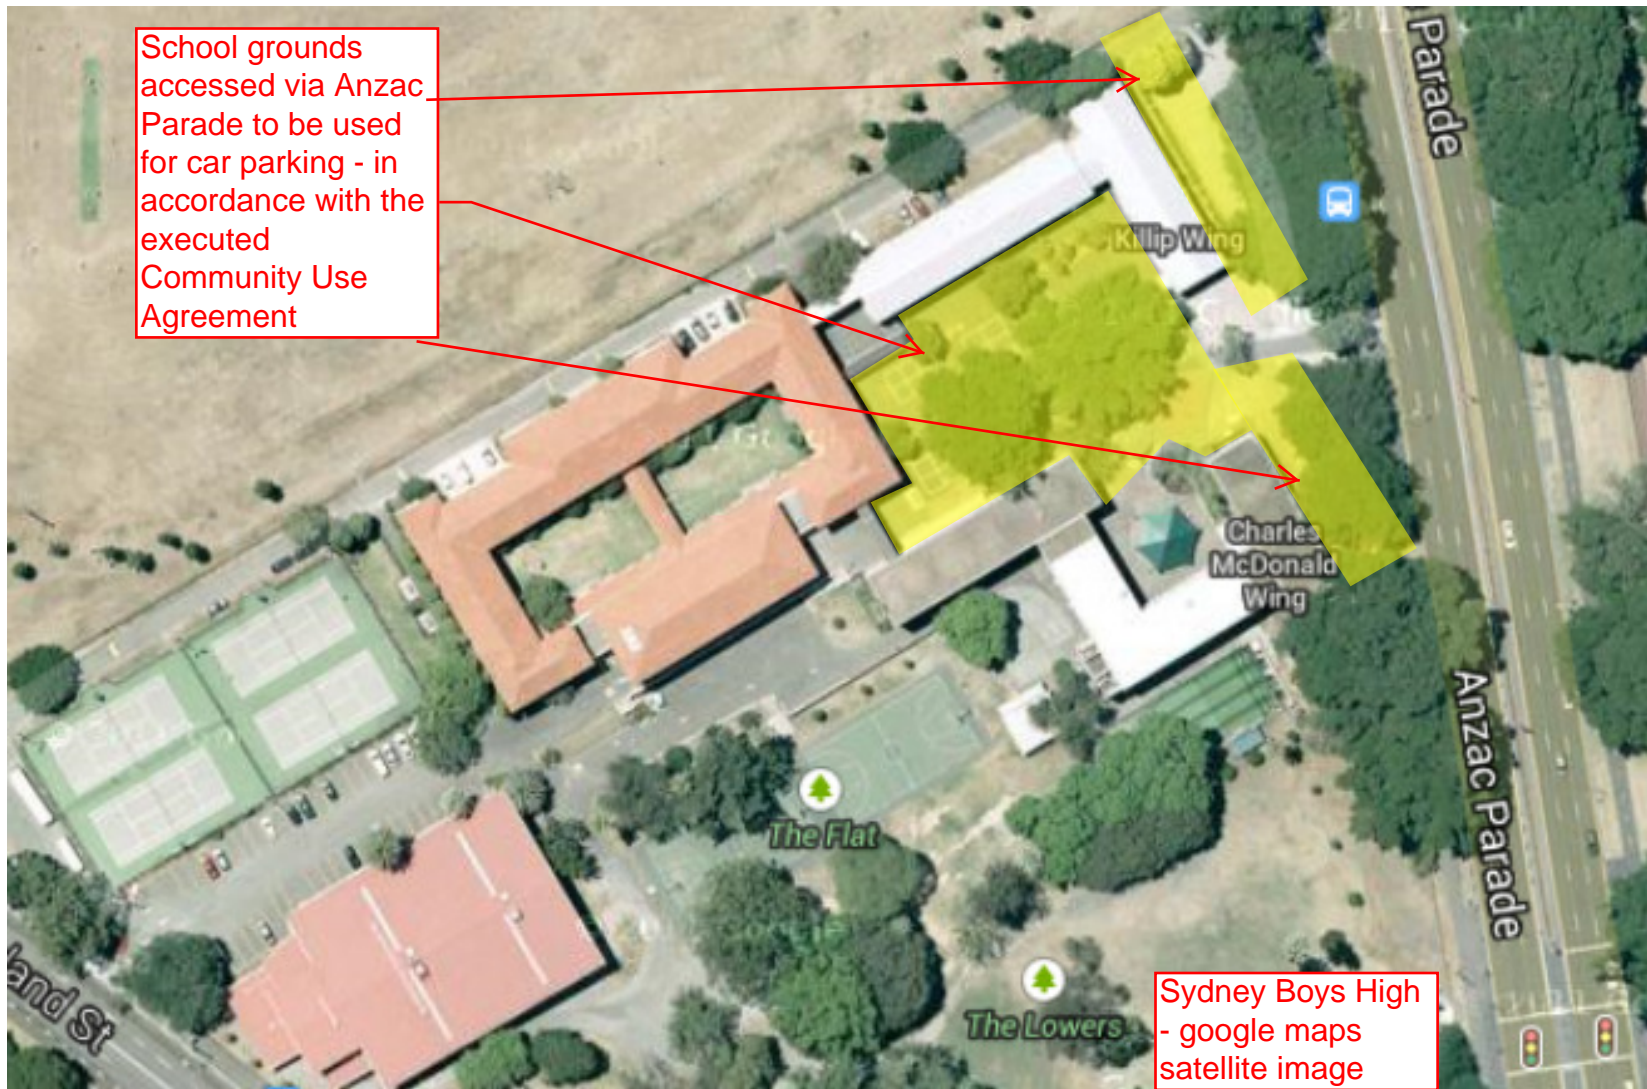 School grounds
accessed via Anzac
Parade to be used
for car parking - in
accordance with the
executed
Community Use
Agreement
Parade
Killip Wing
Charles
McDonald
Wing
Anzac Parade
The Flat
The Lowers
land St
Sydney Boys High
- google maps
satellite image